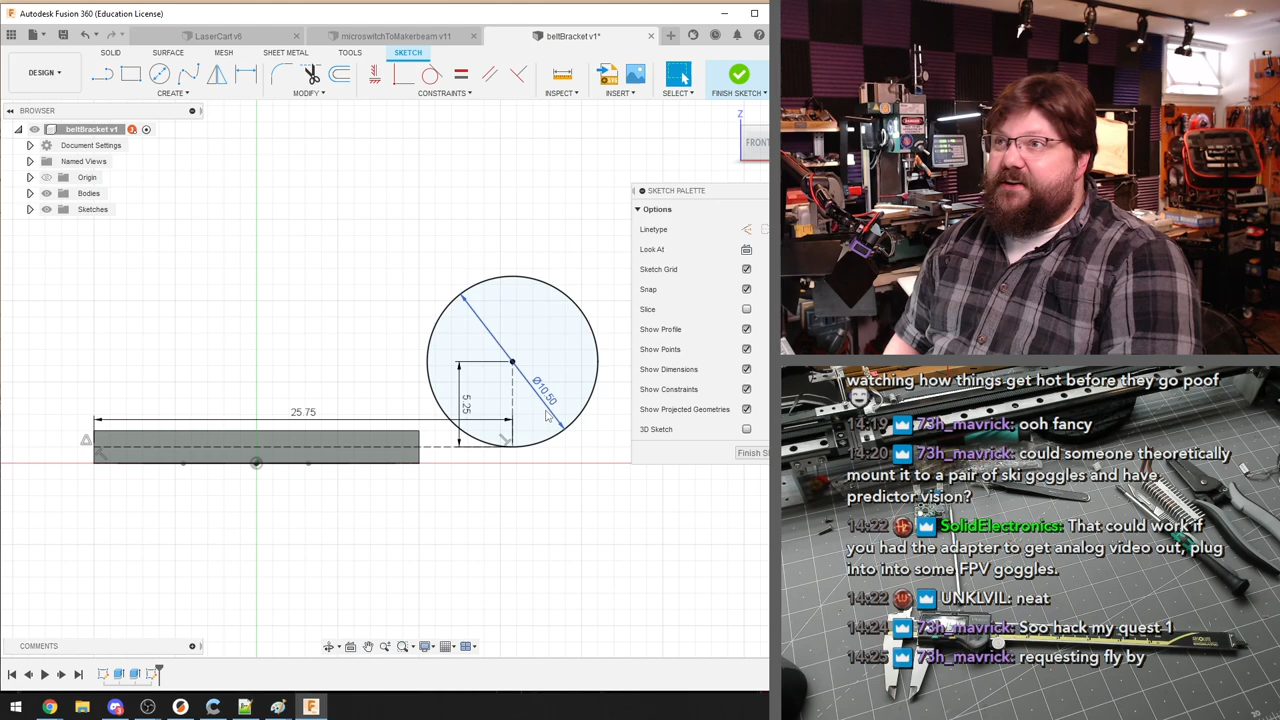 Autodesk Fusion 360 (Education License)
LaserCart v6
microswitchToMakerbeam v11
beltBracket v1*
SOLID
SURFACE
MESH
SHEET METAL
TOOLS
SKETCH
DESIGN
CREATE
MODIFY
CONSTRAINTS
INSPECT
INSERT
SELECT
FINISH SKETCH
BROWSER
beltBracket v1
Document Settings
Named Views
Origin
Bodies
Sketches
Z
FRONT
SKETCH PALETTE
Options
Linetype
Look At
Sketch Grid
Snap
Slice
Show Profile
Show Points
Show Dimensions
Show Constraints
Show Projected Geometries
3D Sketch
Finish S
25.75
5.25
Ø10.50
COMMENTS
watching how things get hot before they go poof
14:19 73h_mavrick: ooh fancy
14:20 73h_mavrick: could someone theoretically
mount it to a pair of ski goggles and have
predictor vision?
14:22 SolidElectronics: That could work if
you had the adapter to get analog video out, plug
into into some FPV goggles.
14:22 UNKLVIL: neat
14:24 73h_mavrick: Soo hack my quest 1
14:25 73h_mavrick: requesting fly by